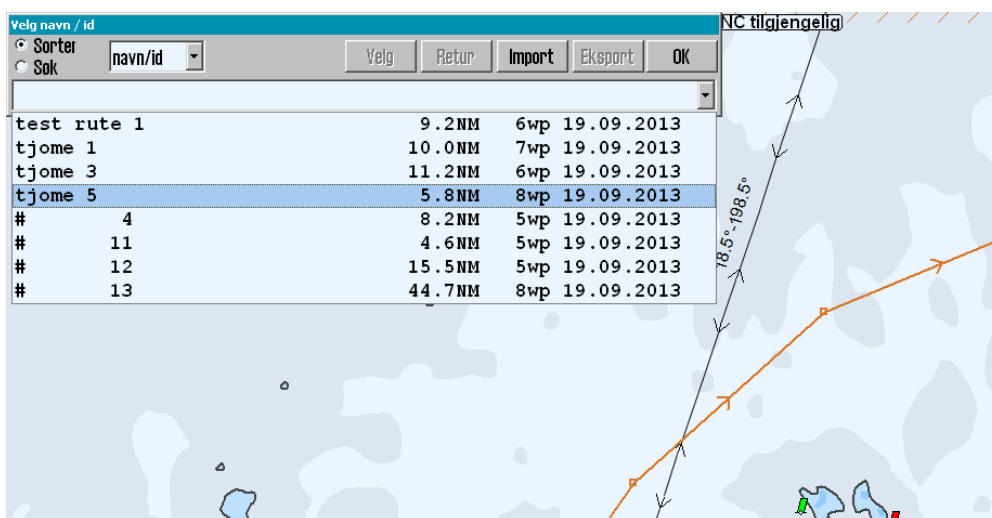 Velg navn / id
NC tilgjengelig
Sorter
Søk
navn/id
Velg
Retur
Import
Eksport
OK
test rute 1 9.2NM 6wp 19.09.2013
tjome 1 10.0NM 7wp 19.09.2013
tjome 3 11.2NM 6wp 19.09.2013
tjome 5 5.8NM 8wp 19.09.2013
# 4 8.2NM 5wp 19.09.2013
# 11 4.6NM 5wp 19.09.2013
# 12 15.5NM 5wp 19.09.2013
# 13 44.7NM 8wp 19.09.2013
18.5°-198.5°